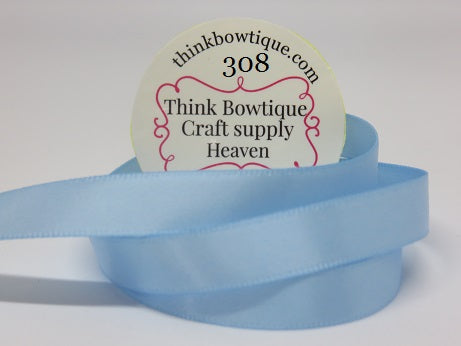 thinkbowtique.com
308
Think Bowtique
Craft supply
Heaven